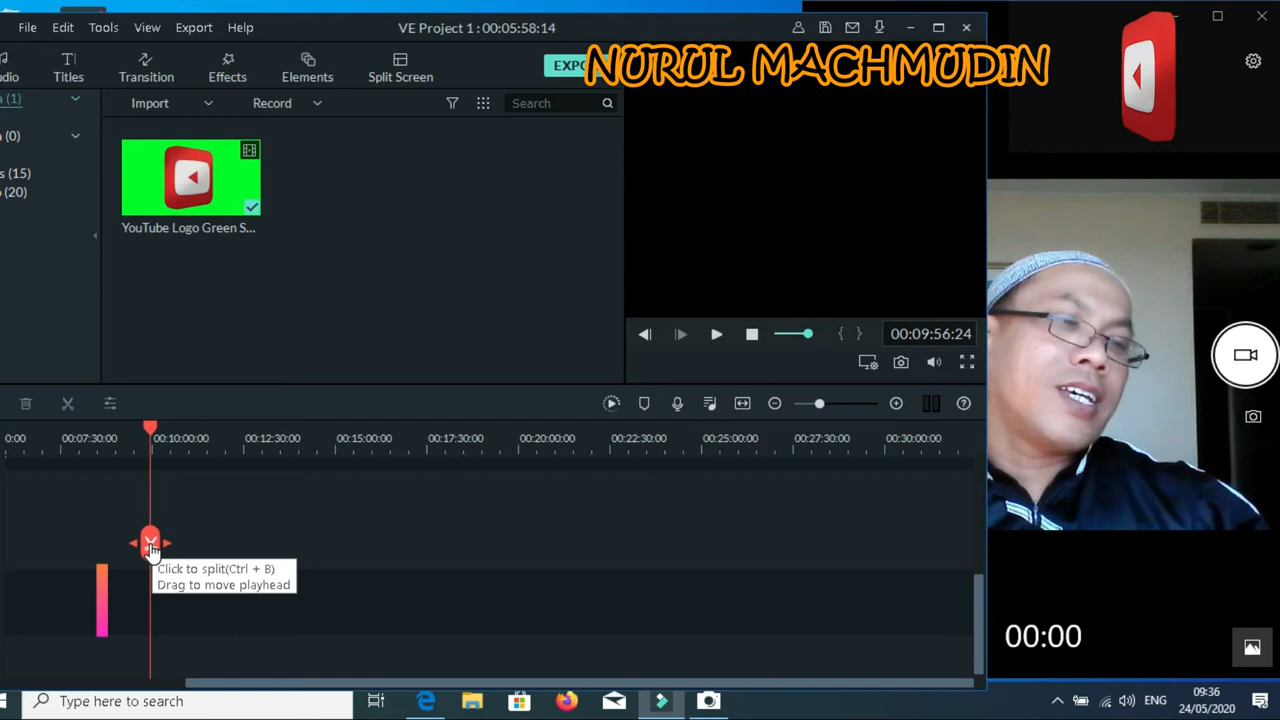 File Edit Tools View Export Help VE Project 1 : 00:05:58:14
Titles Transition Effects Elements Split Screen
NURUL MACHMUDIN
(1) Import Record Search
(0)
(15)
(20)
YouTube Logo Green S...
00:09:56:24
00:07:30:00 00:10:00:00 00:12:30:00 00:15:00:00 00:17:30:00 00:20:00:00 00:22:30:00 00:25:00:00 00:27:30:00 00:30:00:00
Click to split(Ctrl + B)
Drag to move playhead
00:00
Type here to search
ENG
09:36
24/05/2020